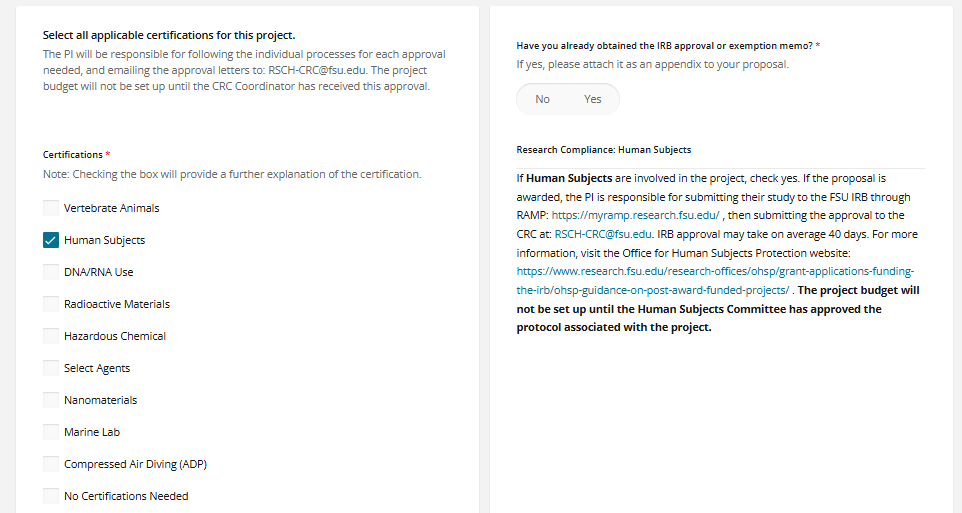 Select all applicable certifications for this project.
The PI will be responsible for following the individual processes for each approval
needed, and emailing the approval letters to: RSCH-CRC@fsu.edu. The project
budget will not be set up until the CRC Coordinator has received this approval.
Certifications *
Note: Checking the box will provide a further explanation of the certification.
Vertebrate Animals
Human Subjects
DNA/RNA Use
Radioactive Materials
Hazardous Chemical
Select Agents
Nanomaterials
Marine Lab
Compressed Air Diving (ADP)
No Certifications Needed
Have you already obtained the IRB approval or exemption memo? *
If yes, please attach it as an appendix to your proposal.
No Yes
Research Compliance: Human Subjects
If Human Subjects are involved in the project, check yes. If the proposal is
awarded, the PI is responsible for submitting their study to the FSU IRB through
RAMP: https://myramp.research.fsu.edu/ , then submitting the approval to the
CRC at: RSCH-CRC@fsu.edu. IRB approval may take on average 40 days. For more
information, visit the Office for Human Subjects Protection website:
https://www.research.fsu.edu/research-offices/ohsp/grant-applications-funding-
the-irb/ohsp-guidance-on-post-award-funded-projects/ . The project budget will
not be set up until the Human Subjects Committee has approved the
protocol associated with the project.